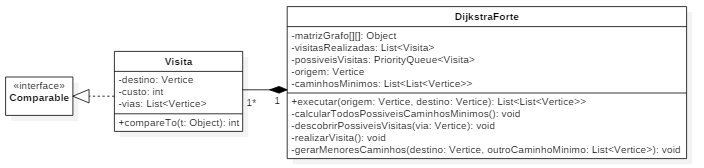 «interface»
Comparable
Visita
-destino: Vertice
-custo: int
-vias: List<Vertice>
+compareTo(t: Object): int
1*
1
DijkstraForte
-matrizGrafo[][]: Object
-visitasRealizadas: List<Visita>
-possiveisVisitas: PriorityQueue<Visita>
-origem: Vertice
-caminhosMinimos: List<List<Vertice>>
+executar(origem: Vertice, destino: Vertice): List<List<Vertice>>
-calcularTodosPossiveisCaminhosMinimos(): void
-descobrirPossiveisVisitas(via: Vertice): void
-realizarVisita(): void
-gerarMenoresCaminhos(destino: Vertice, outroCaminhoMinimo: List<Vertice>): void